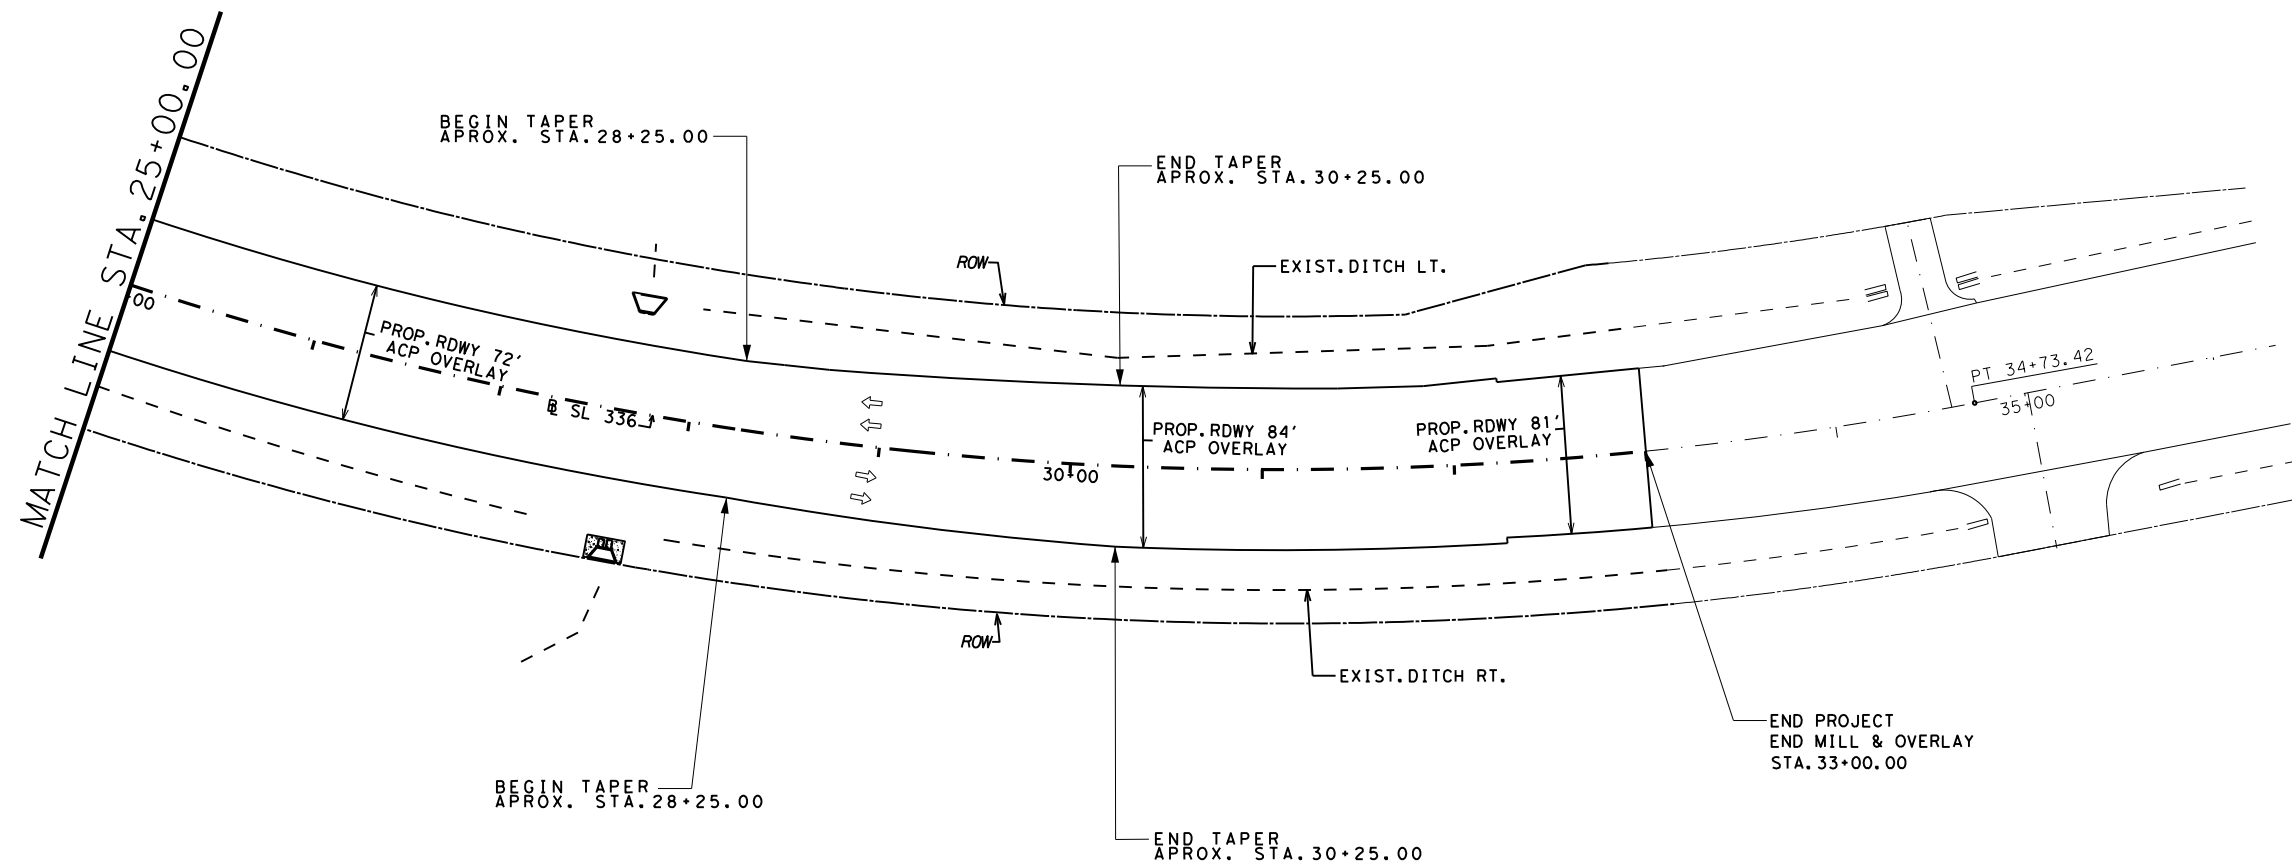 MATCH LINE STA. 25+00.00
+00
BEGIN TAPER
APROX. STA. 28+25.00
END TAPER
APROX. STA. 30+25.00
ROW
EXIST. DITCH LT.
PROP. RDWY 72'
ACP OVERLAY
SL 336
30+00
PROP. RDWY 84'
ACP OVERLAY
PROP. RDWY 81'
ACP OVERLAY
PT 34+73.42
35+00
ROW
EXIST. DITCH RT.
END PROJECT
END MILL & OVERLAY
STA. 33+00.00
BEGIN TAPER
APROX. STA. 28+25.00
END TAPER
APROX. STA. 30+25.00